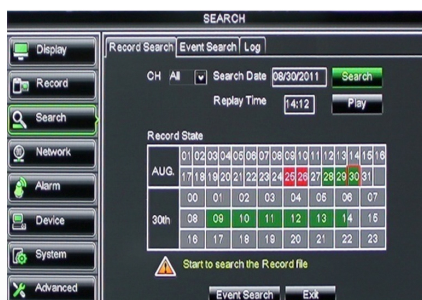 SEARCH
Display
Record
Search
Network
Alarm
Device
System
Advanced
Record Search Event Search Log
CH All Search Date 08/30/2011 Search
Replay Time 14:12 Play
Record State
AUG.
01 02 03 04 05 06 07 08 09 10 11 12 13 14 15 16
17 18 19 20 21 22 23 24 25 26 27 28 29 30 31
30th
00 01 02 03 04 05 06 07
08 09 10 11 12 13 14 15
16 17 18 19 20 21 22 23
Start to search the Record file
Event Search Exit